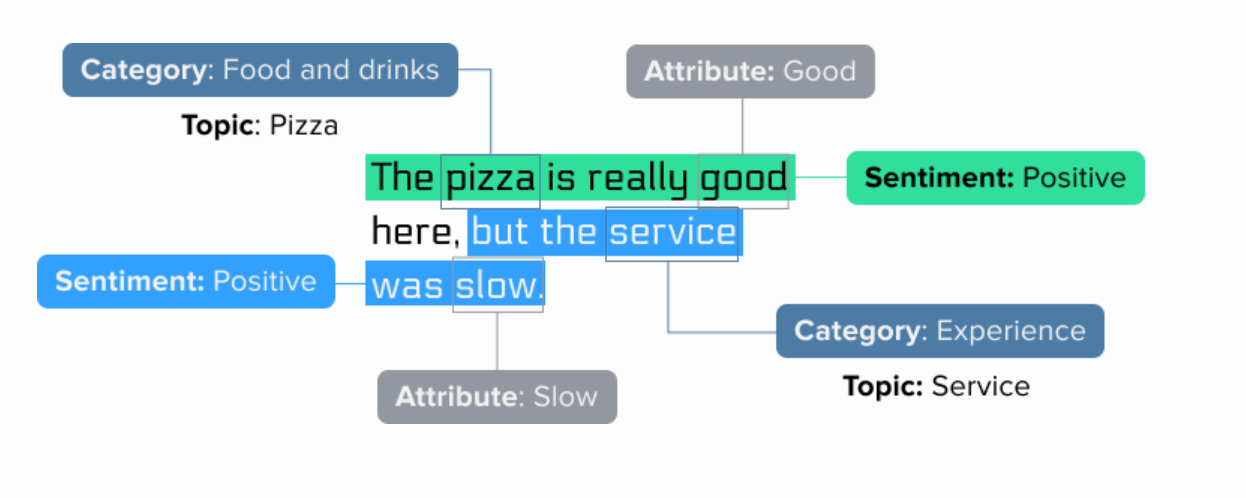 Category: Food and drinks
Attribute: Good
Topic: Pizza
The pizza is really good
Sentiment: Positive
here, but the service
Sentiment: Positive
was slow.
Category: Experience
Topic: Service
Attribute: Slow